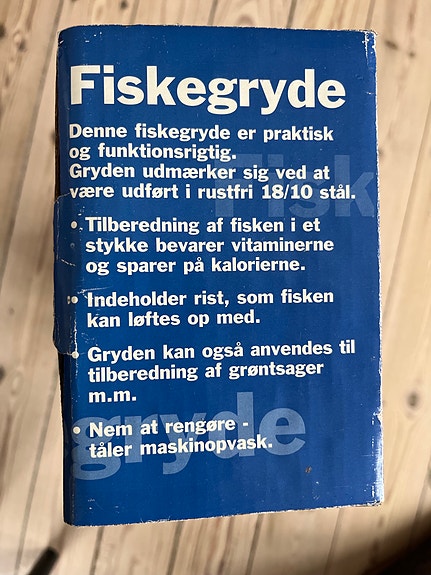 Fiskegryde
Denne fiskegryde er praktisk
og funktionsrigtig.
Gryden udmærker sig ved at
være udført i rustfri 18/10 stål.
• Tilberedning af fisken i et
stykke bevarer vitaminerne
og sparer på kalorierne.
• Indeholder rist, som fisken
kan løftes op med.
• Gryden kan også anvendes til
tilberedning af grøntsager
m.m.
• Nem at rengøre -
tåler maskinopvask.
Fisk
egryde